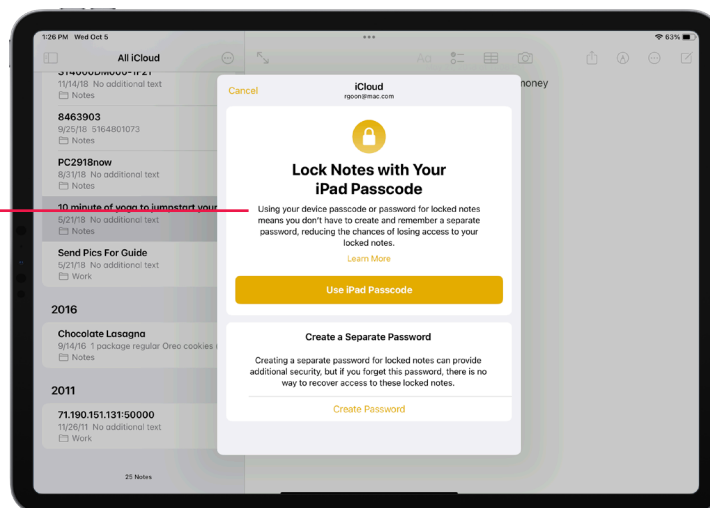 1:26 PM Wed Oct 5
63%
All iCloud
11/14/18 No additional text
Notes
8463903
9/25/18 5164801073
Notes
PC2918now
8/31/18 No additional text
Notes
10 minute of yoga to jumpstart your
5/21/18 No additional text
Notes
Send Pics For Guide
5/21/18 No additional text
Work
2016
Chocolate Lasagna
9/14/16 1 package regular Oreo cookies
Notes
2011
71.190.151.131:50000
11/26/11 No additional text
Work
25 Notes
Aa
money
Cancel
iCloud
rgoon@mac.com
Lock Notes with Your
iPad Passcode
Using your device passcode or password for locked notes
means you don't have to create and remember a separate
password, reducing the chances of losing access to your
locked notes.
Learn More
Use iPad Passcode
Create a Separate Password
Creating a separate password for locked notes can provide
additional security, but if you forget this password, there is no
way to recover access to these locked notes.
Create Password